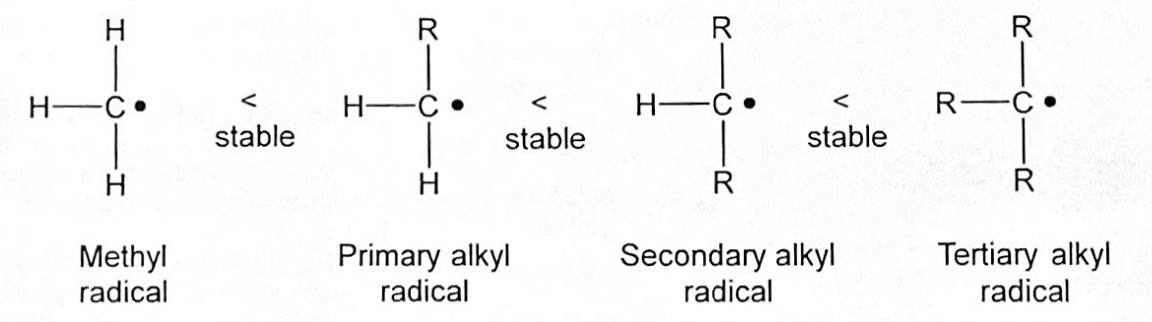 H R R R
H—C• < H—C• < H—C• < R—C•
stable stable stable
H H R R
Methyl radical
Primary alkyl radical
Secondary alkyl radical
Tertiary alkyl radical